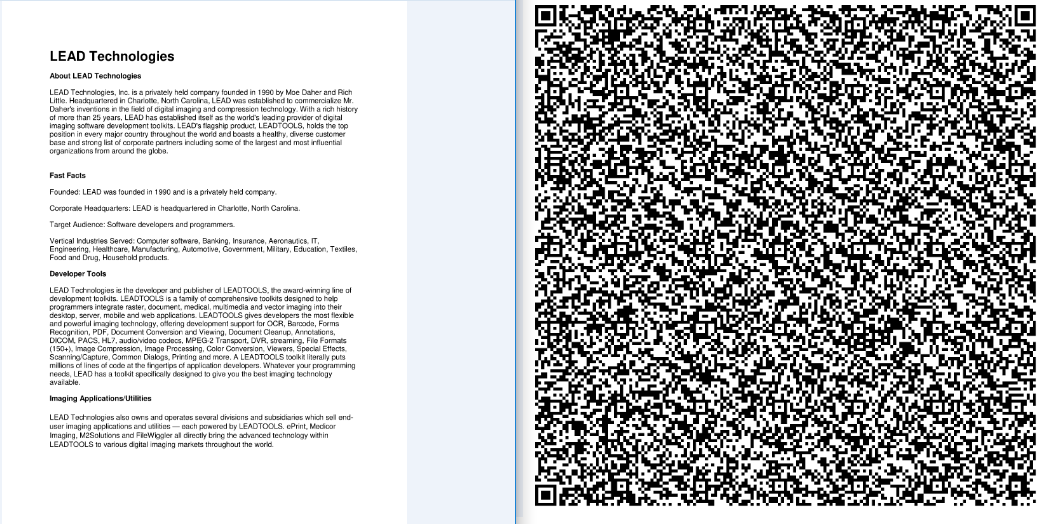 LEAD Technologies
About LEAD Technologies
LEAD Technologies, Inc. is a privately held company founded in 1990 by Moe Daher and Rich
Little. Headquartered in Charlotte, North Carolina, LEAD was established to commercialize Mr.
Daher's inventions in the field of digital imaging and compression technology. With a rich history
of more than 25 years, LEAD has established itself as the world's leading provider of digital
imaging software development toolkits. LEAD's flagship product, LEADTOOLS, holds the top
position in every major country throughout the world and boasts a healthy, diverse customer
base and strong list of corporate partners including some of the largest and most influential
organizations from around the globe.
Fast Facts
Founded: LEAD was founded in 1990 and is a privately held company.
Corporate Headquarters: LEAD is headquartered in Charlotte, North Carolina.
Target Audience: Software developers and programmers.
Vertical Industries Served: Computer software, Banking, Insurance, Aeronautics, IT,
Engineering, Healthcare, Manufacturing, Automotive, Government, Military, Education, Textiles,
Food and Drug, Household products.
Developer Tools
LEAD Technologies is the developer and publisher of LEADTOOLS, the award-winning line of
development toolkits. LEADTOOLS is a family of comprehensive toolkits designed to help
programmers integrate raster, document, medical, multimedia and vector imaging into their
desktop, server, mobile and web applications. LEADTOOLS gives developers the most flexible
and powerful imaging technology, offering development support for OCR, Barcode, Forms
Recognition, PDF, Document Conversion and Viewing, Document Cleanup, Annotations,
DICOM, PACS, HL7, audio/video codecs, MPEG-2 Transport, DVR, streaming, File Formats
(150+), Image Compression, Image Processing, Color Conversion, Viewers, Special Effects,
Scanning/Capture, Common Dialogs, Printing and more. A LEADTOOLS toolkit literally puts
millions of lines of code at the fingertips of application developers. Whatever your programming
needs, LEAD has a toolkit specifically designed to give you the best imaging technology
available.
Imaging Applications/Utilities
LEAD Technologies also owns and operates several divisions and subsidiaries which sell end-
user imaging applications and utilities — each powered by LEADTOOLS. ePrint, Medicor
Imaging, M2Solutions and FileWiggler all directly bring the advanced technology within
LEADTOOLS to various digital imaging markets throughout the world.